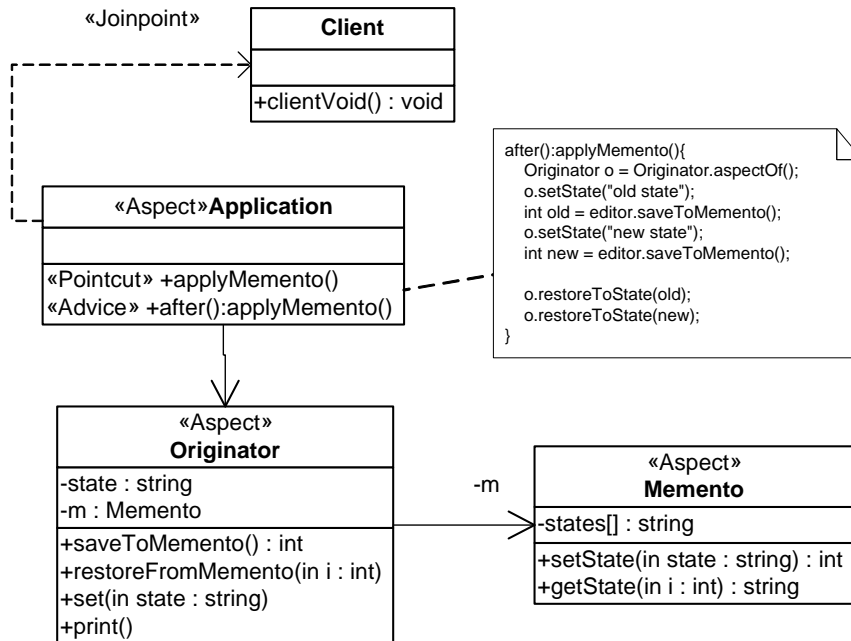 «Joinpoint»
Client
+clientVoid() : void
«Aspect»Application
«Pointcut» +applyMemento()
«Advice» +after():applyMemento()
after():applyMemento(){
Originator o = Originator.aspectOf();
o.setState("old state");
int old = editor.saveToMemento();
o.setState("new state");
int new = editor.saveToMemento();
o.restoreToState(old);
o.restoreToState(new);
}
«Aspect»
Originator
-state : string
-m : Memento
+saveToMemento() : int
+restoreFromMemento(in i : int)
+set(in state : string)
+print()
-m
«Aspect»
Memento
-states[] : string
+setState(in state : string) : int
+getState(in i : int) : string